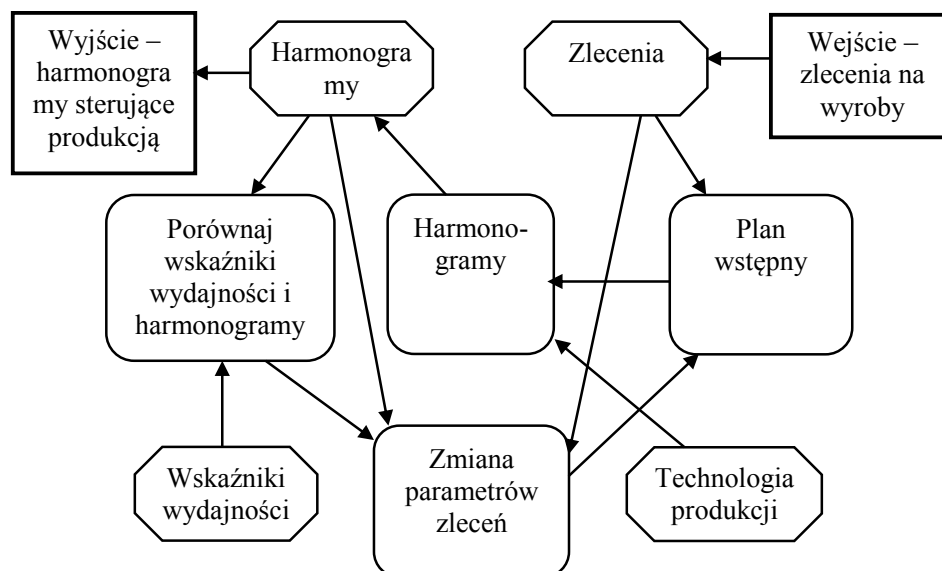 Wyjście –
harmonogra
my sterujące
produkcją
Harmonogra
my
Zlecenia
Wejście –
zlecenia na
wyroby
Porównaj
wskaźniki
wydajności i
harmonogramy
Harmono-
gramy
Plan
wstępny
Wskaźniki
wydajności
Zmiana
parametrów
zleceń
Technologia
produkcji